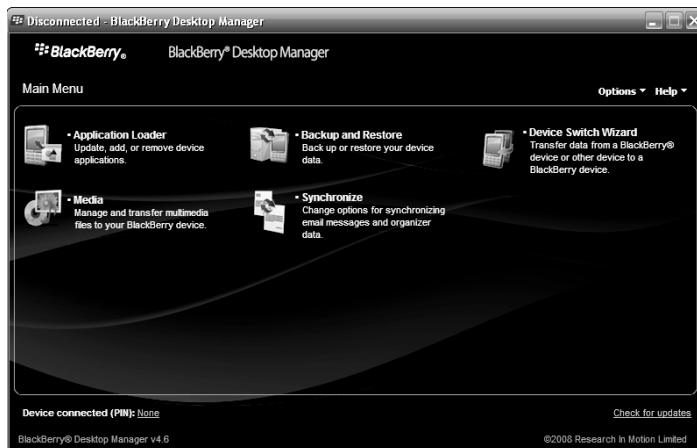 Disconnected - BlackBerry Desktop Manager
BlackBerry® BlackBerry® Desktop Manager
Main Menu
Options Help
Application Loader
Update, add, or remove device
applications.
Backup and Restore
Back up or restore your device
data.
Device Switch Wizard
Transfer data from a BlackBerry®
device or other device to a
BlackBerry device.
Media
Manage and transfer multimedia
files to your BlackBerry device.
Synchronize
Change options for synchronizing
email messages and organizer
data.
Device connected (PIN): None
Check for updates
BlackBerry® Desktop Manager v4.6
©2008 Research In Motion Limited